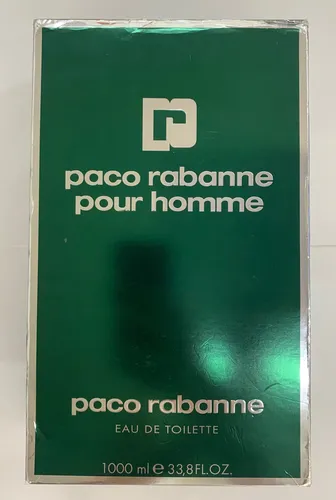 paco rabanne
pour homme
paco rabanne
EAU DE TOILETTE
1000 ml ℮ 33,8FL.OZ.